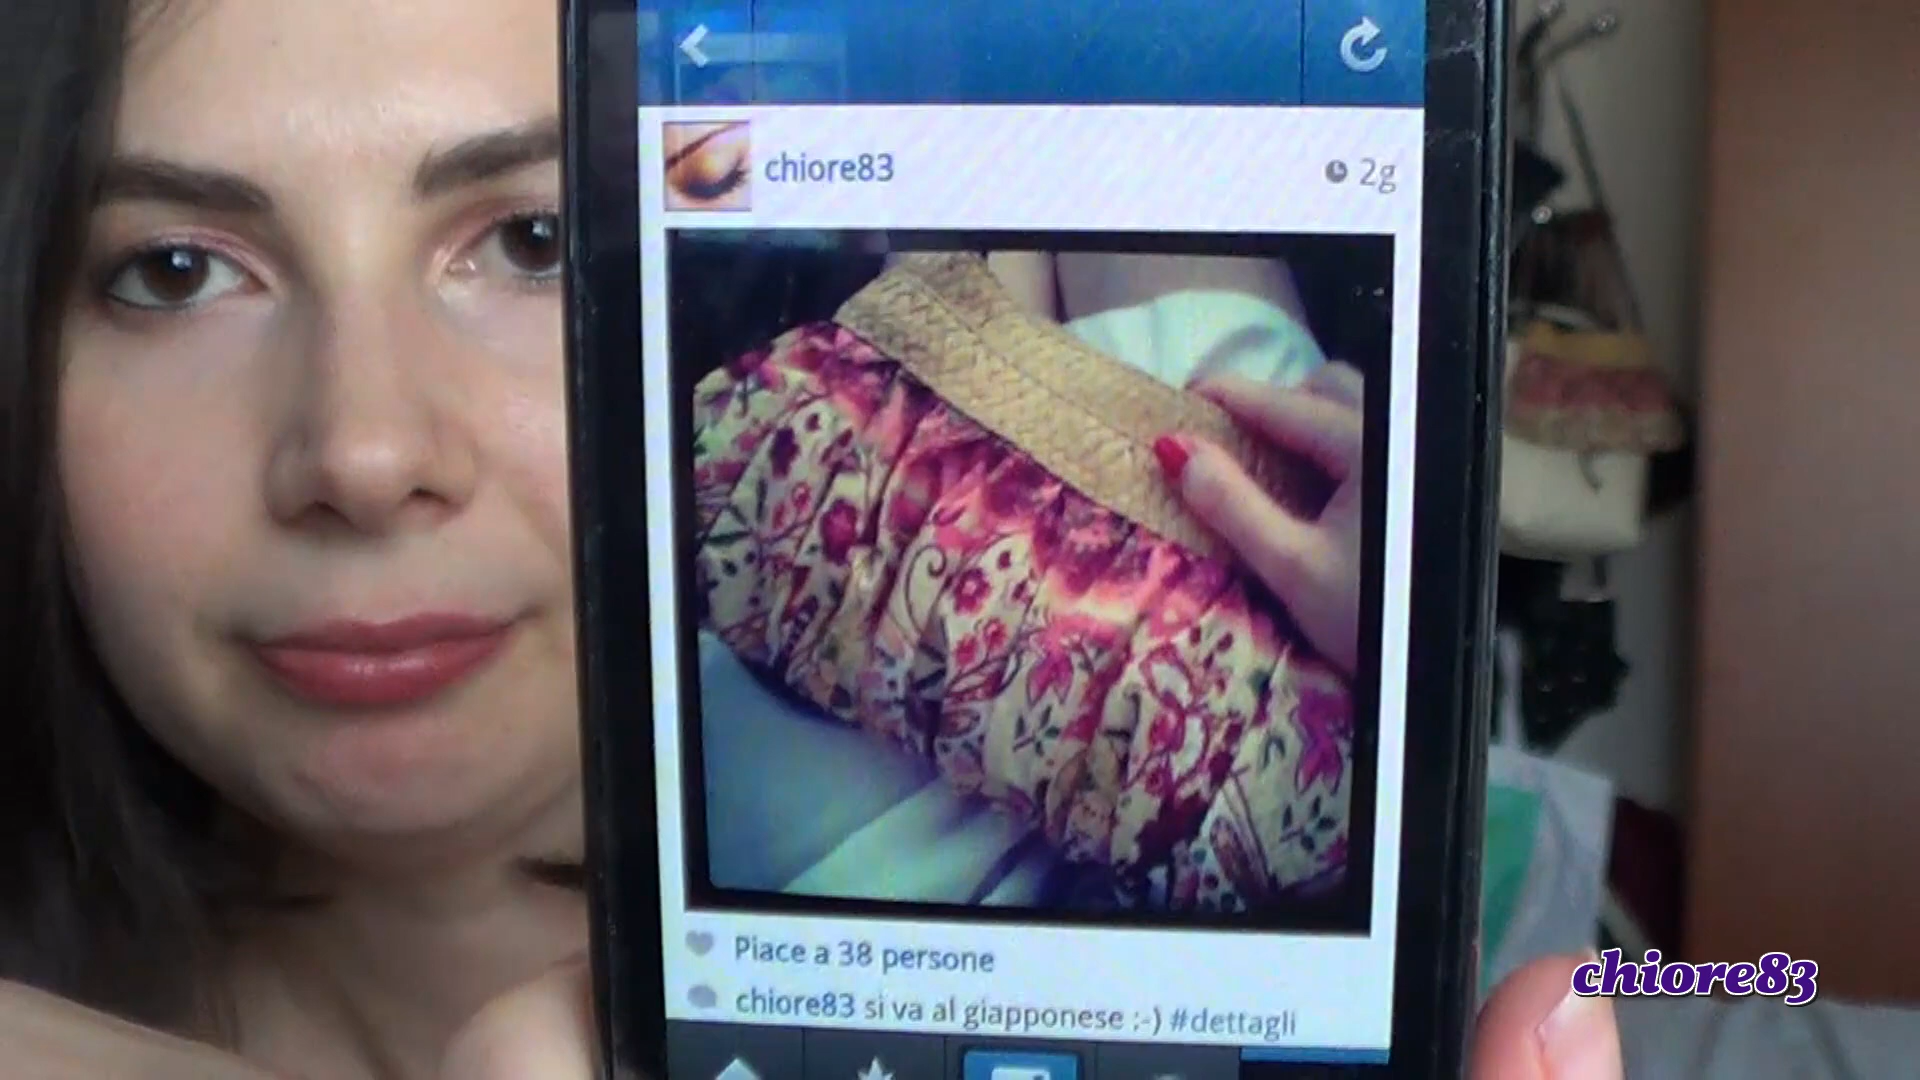 chiore83
2g
Piace a 38 persone
chiore83 si va al giapponese ;-) #dettagli
chiore83